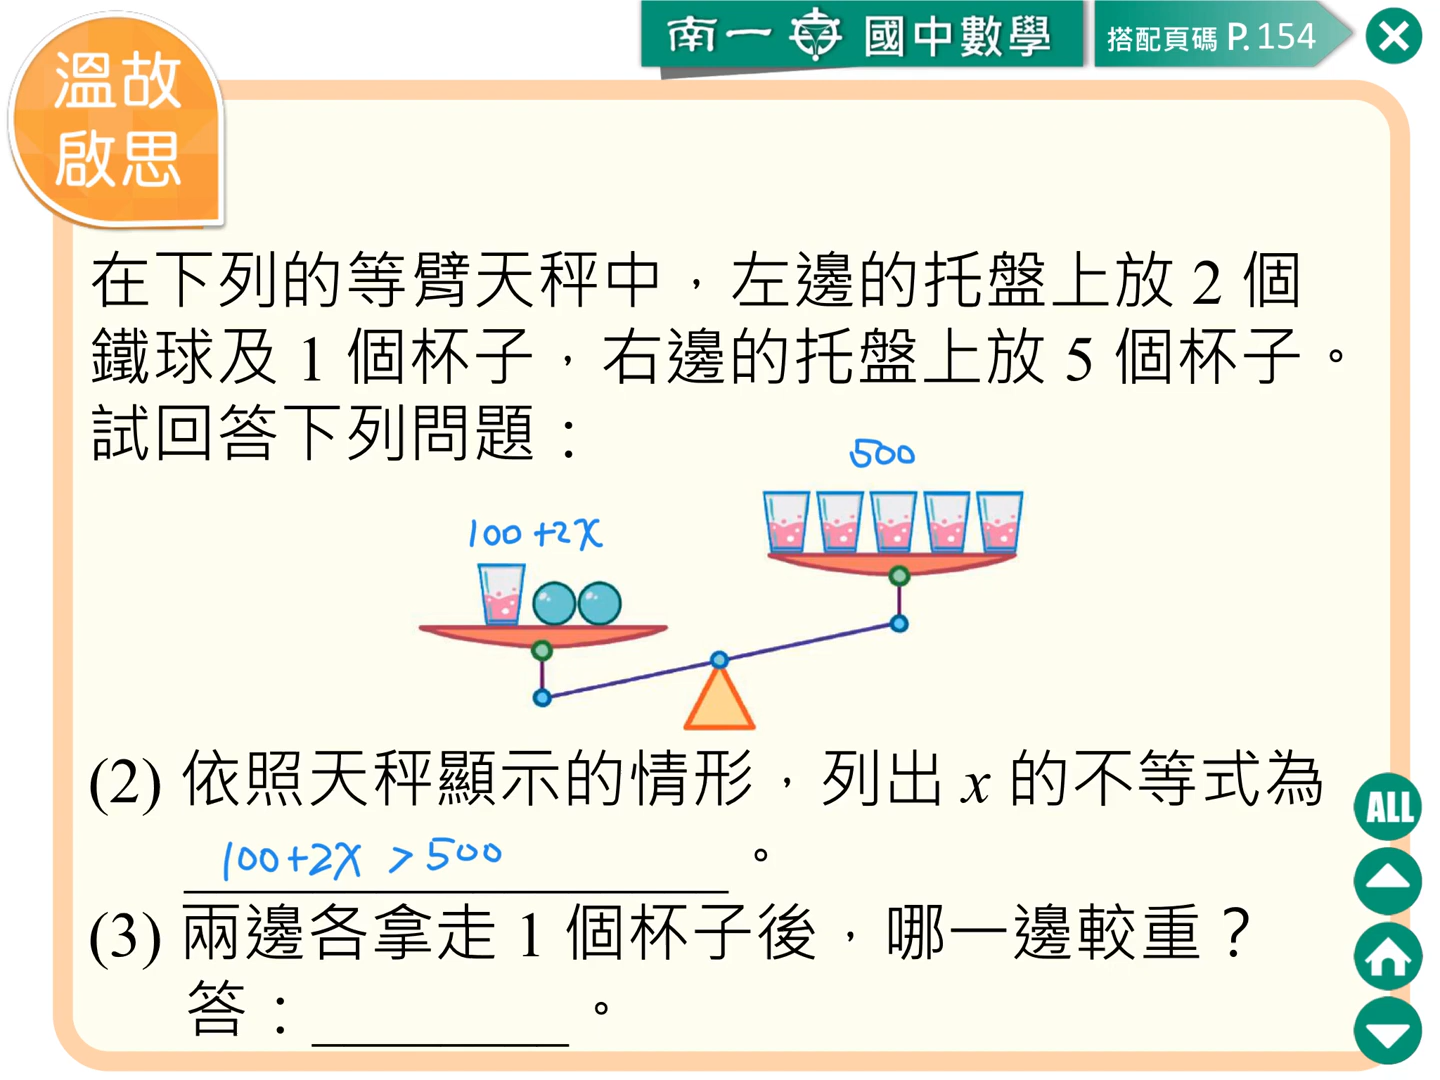 溫故
啟思
南一 國中數學
搭配頁碼 P. 154
在下列的等臂天秤中，左邊的托盤上放 2 個
鐵球及 1 個杯子，右邊的托盤上放 5 個杯子。
試回答下列問題：
500
100+2x
(2) 依照天秤顯示的情形，列出 x 的不等式為
100+2x > 500 。
(3) 兩邊各拿走 1 個杯子後，哪一邊較重？
答：________。
ALL